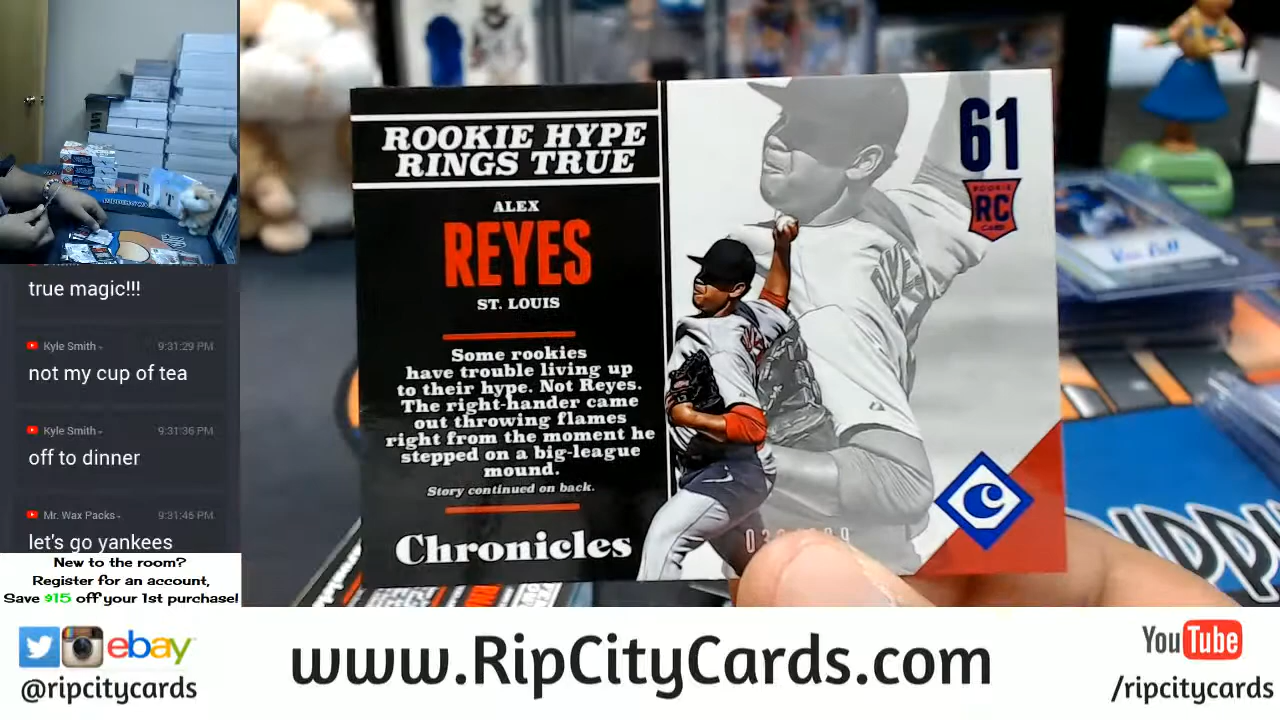 true magic!!!
Kyle Smith
9:31:29 PM
not my cup of tea
Kyle Smith
9:31:36 PM
off to dinner
Mr. Wax Packs
9:31:46 PM
let's go yankees
New to the room?
Register for an account,
Save $15 off your 1st purchase!
ROOKIE HYPE
RINGS TRUE
ALEX
REYES
ST. LOUIS
Some rookies
have trouble living up
to their hype. Not Reyes.
The right-hander came
out throwing flames
right from the moment he
stepped on a big-league
mound.
Story continued on back.
Chronicles
61
ROOKIE
RC
CARD
C
ebay
@ripcitycards
www.RipCityCards.com
YouTube
/ripcitycards